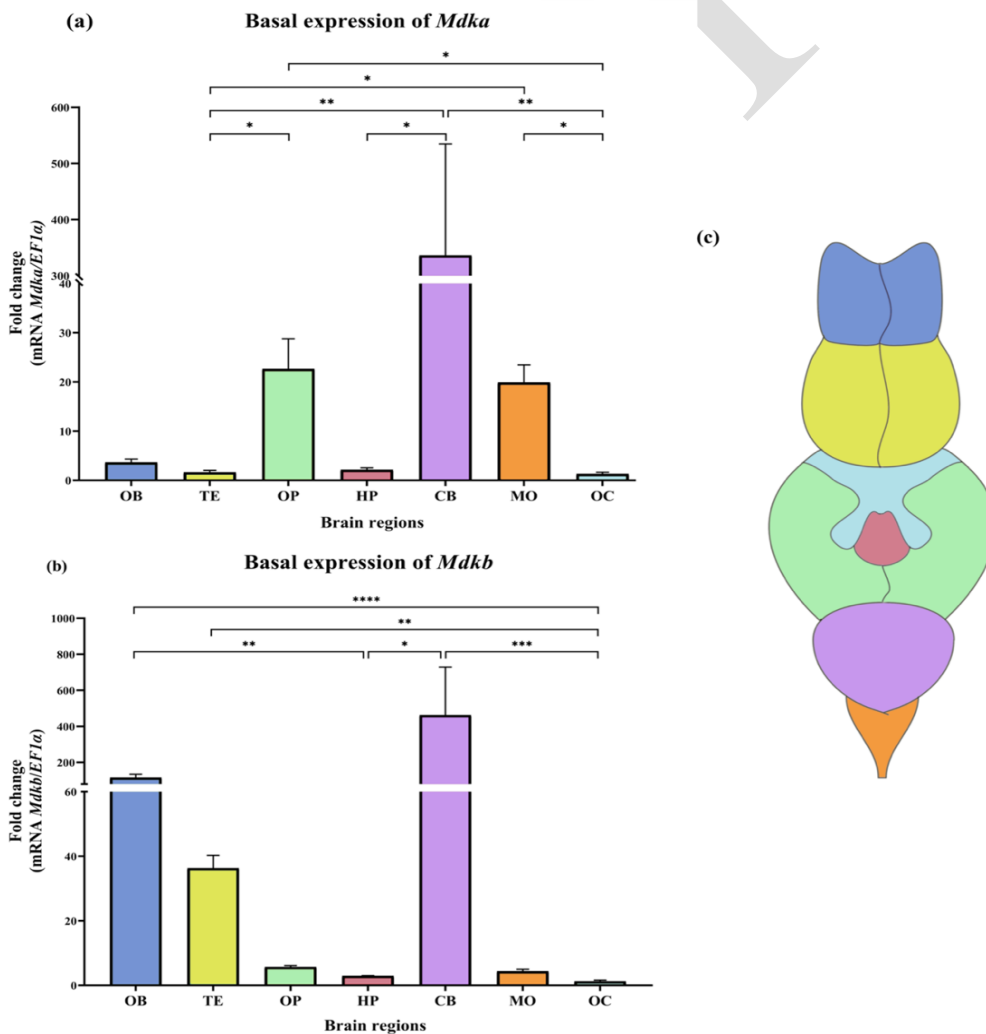 (a)
Basal expression of Mdka
*
*
** **
* * *
Fold change
(mRNA Mdka/EF1α)
600
500
400
300
40
30
20
10
0
OB TE OP HP CB MO OC
Brain regions
(b)
Basal expression of Mdkb
****
**
** * ***
Fold change
(mRNA Mdkb/EF1α)
1000
800
600
400
200
60
40
20
0
OB TE OP HP CB MO OC
Brain regions
(c)